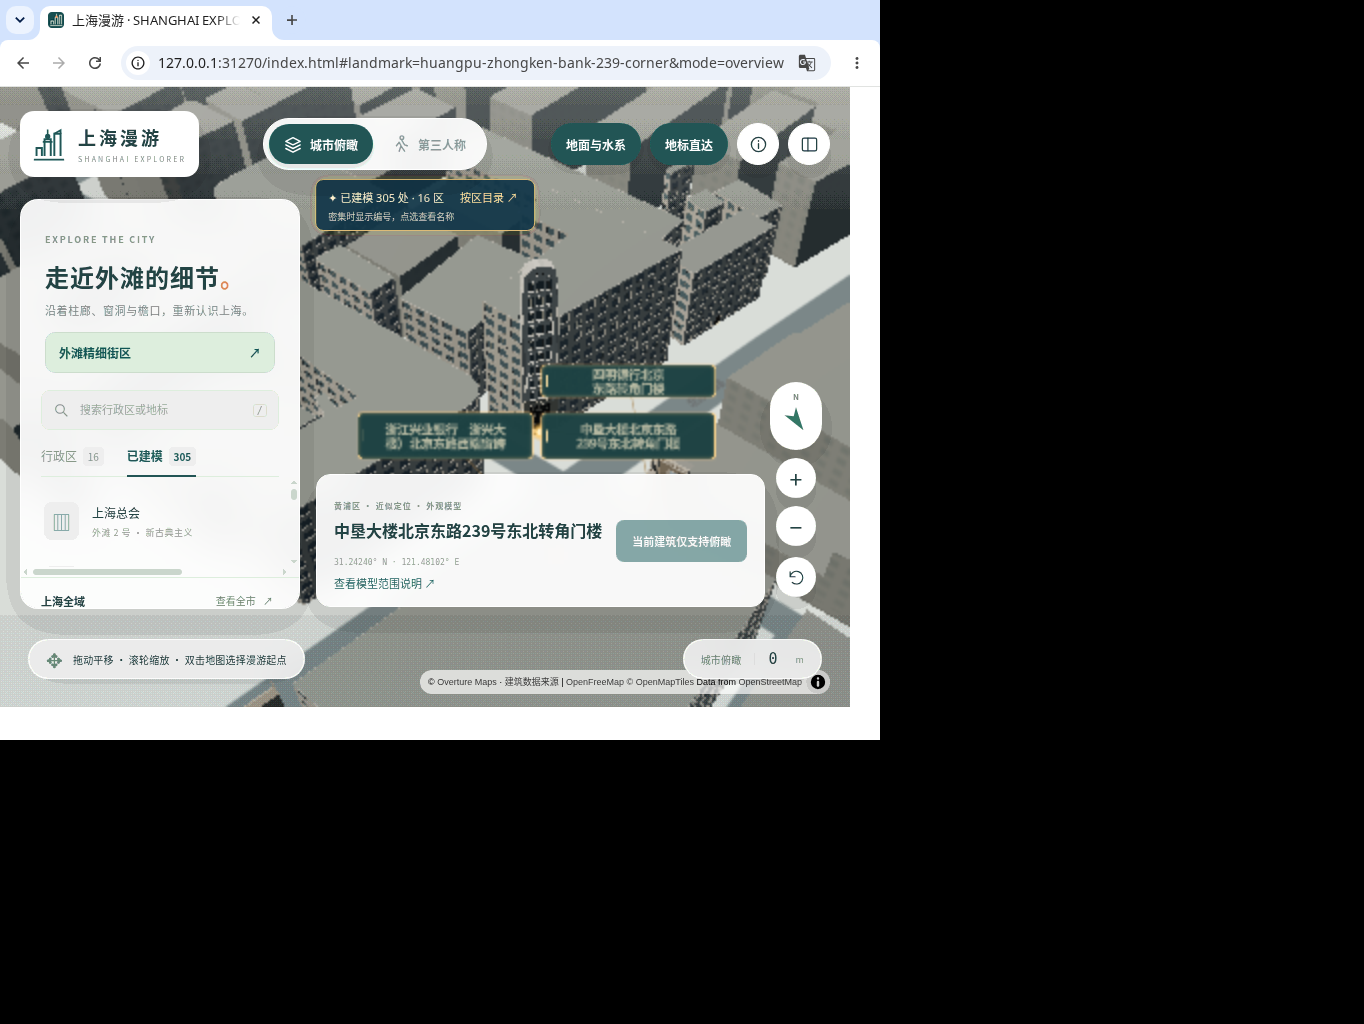 上海漫游 · SHANGHAI EXPLO
127.0.0.1:31270/index.html#landmark=huangpu-zhongken-bank-239-corner&mode=overview
上海漫游
SHANGHAI EXPLORER
城市俯瞰
第三人称
地面与水系
地标直达
✦ 已建模 305 处 · 16 区 按区目录 ↗
密集时显示编号，点选查看名称
EXPLORE THE CITY
走近外滩的细节。
沿着柱廊、窗洞与檐口，重新认识上海。
外滩精细街区 ↗
搜索行政区或地标 /
行政区 16 已建模 305
上海总会
外滩 2 号 · 新古典主义
上海全域 查看全市 ↗
四明银行北京
东路转角门楼
浙江兴业银行
中垦大楼北京东路
239号东北转角门楼
黄浦区 · 近似定位 · 外观模型
中垦大楼北京东路239号东北转角门楼
31.24240° N · 121.48102° E
查看模型范围说明 ↗
当前建筑仅支持俯瞰
N
+
−
拖动平移 · 滚轮缩放 · 双击地图选择漫游起点
城市俯瞰 0 m
© Overture Maps · 建筑数据来源 | OpenFreeMap © OpenMapTiles Data from OpenStreetMap